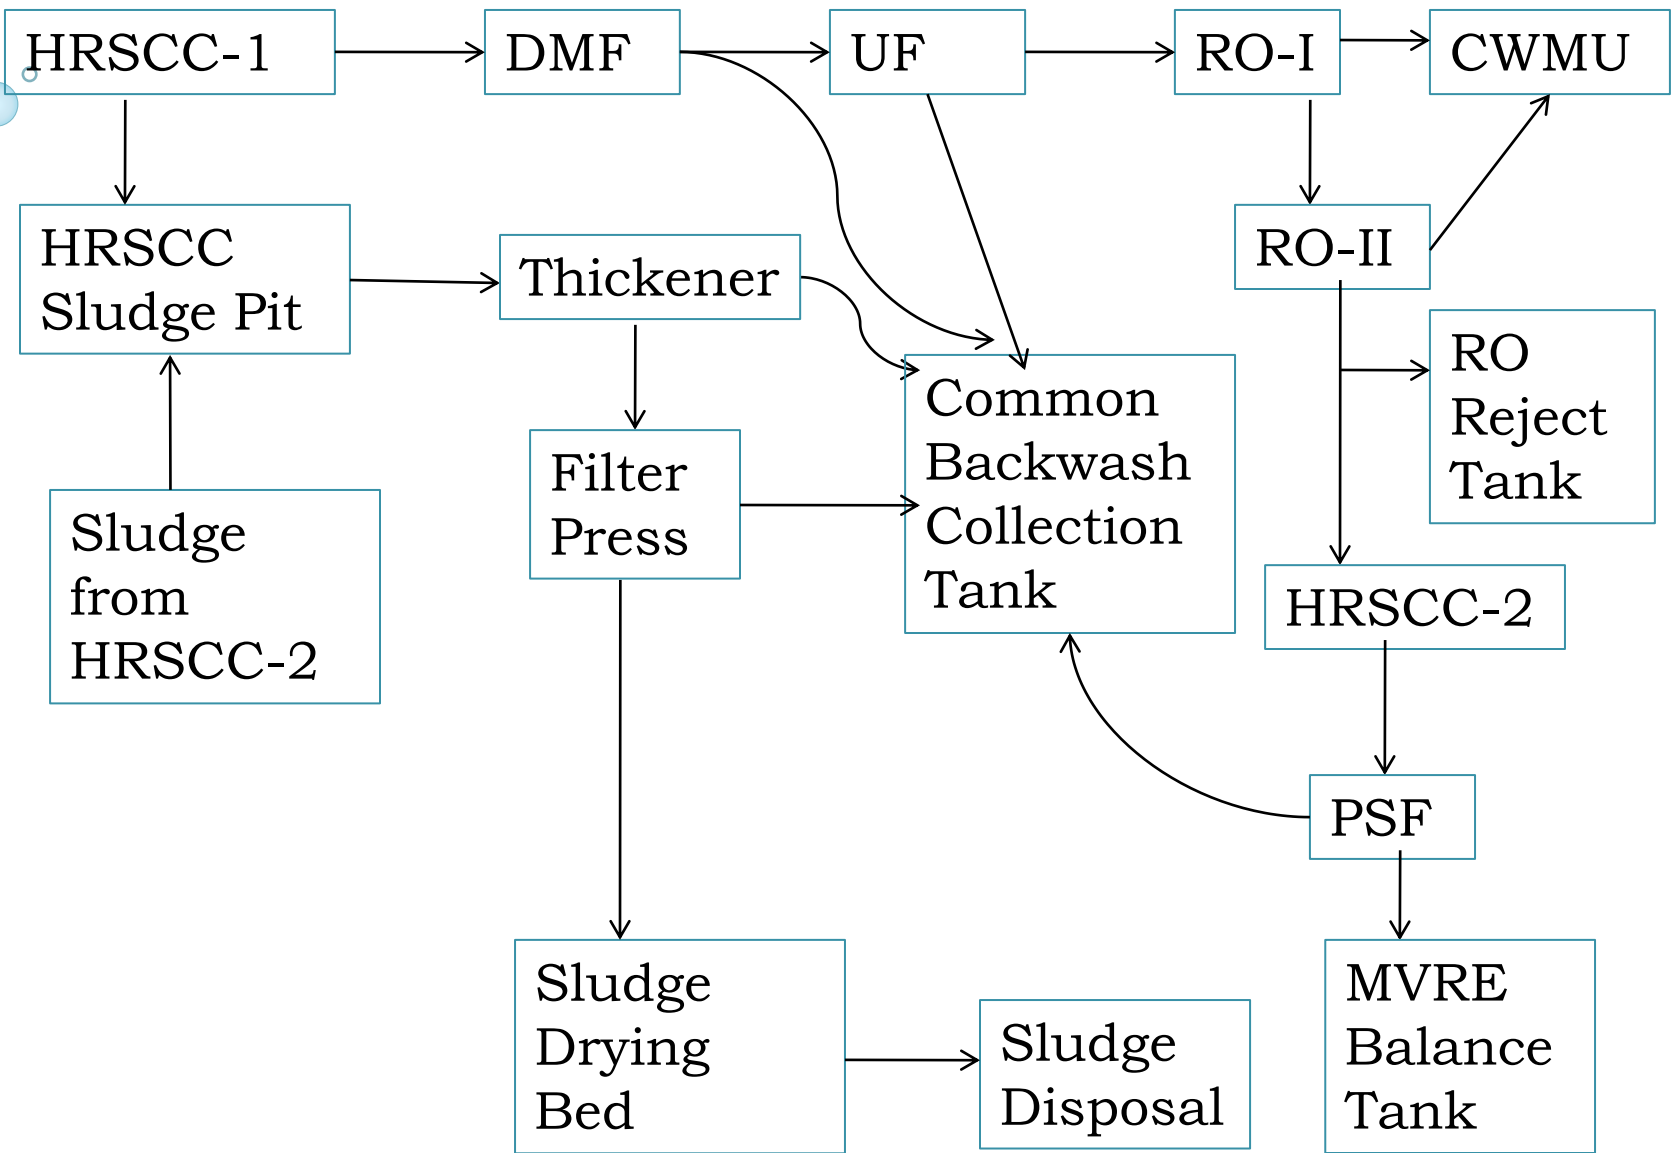 HRSCC-1
DMF
UF
RO-I
CWMU
HRSCC
Sludge Pit
Thickener
RO-II
RO
Reject
Tank
Common
Backwash
Collection
Tank
Filter
Press
Sludge
from
HRSCC-2
HRSCC-2
PSF
Sludge
Drying
Bed
Sludge
Disposal
MVRE
Balance
Tank